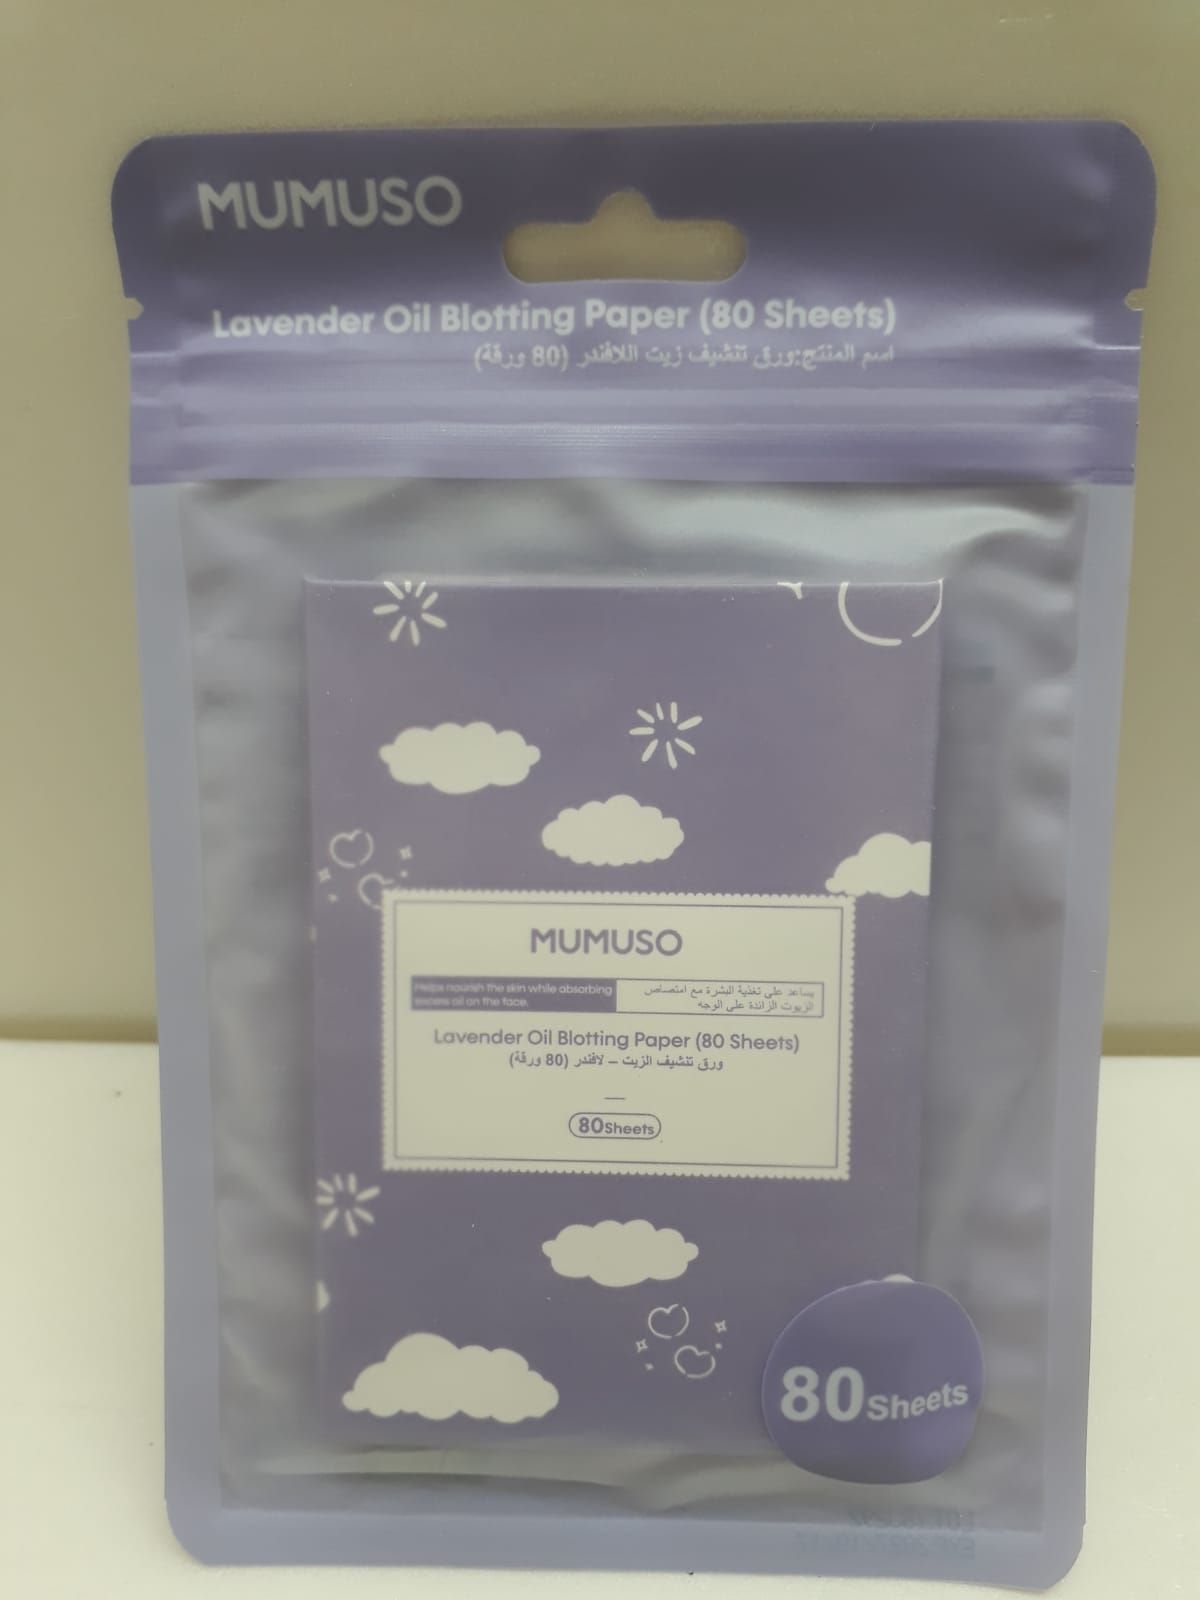 MUMUSO
Lavender Oil Blotting Paper (80 Sheets)
اسم المنتج:ورق تنشيف زيت اللافندر (80 ورقة)
MUMUSO
Helps nourish the skin while absorbing
excess oil on the face.
يساعد على تغذية البشرة مع امتصاص
الزيوت الزائدة على الوجه
Lavender Oil Blotting Paper (80 Sheets)
ورق تنشيف الزيت – لافندر (80 ورقة)
80Sheets
80Sheets